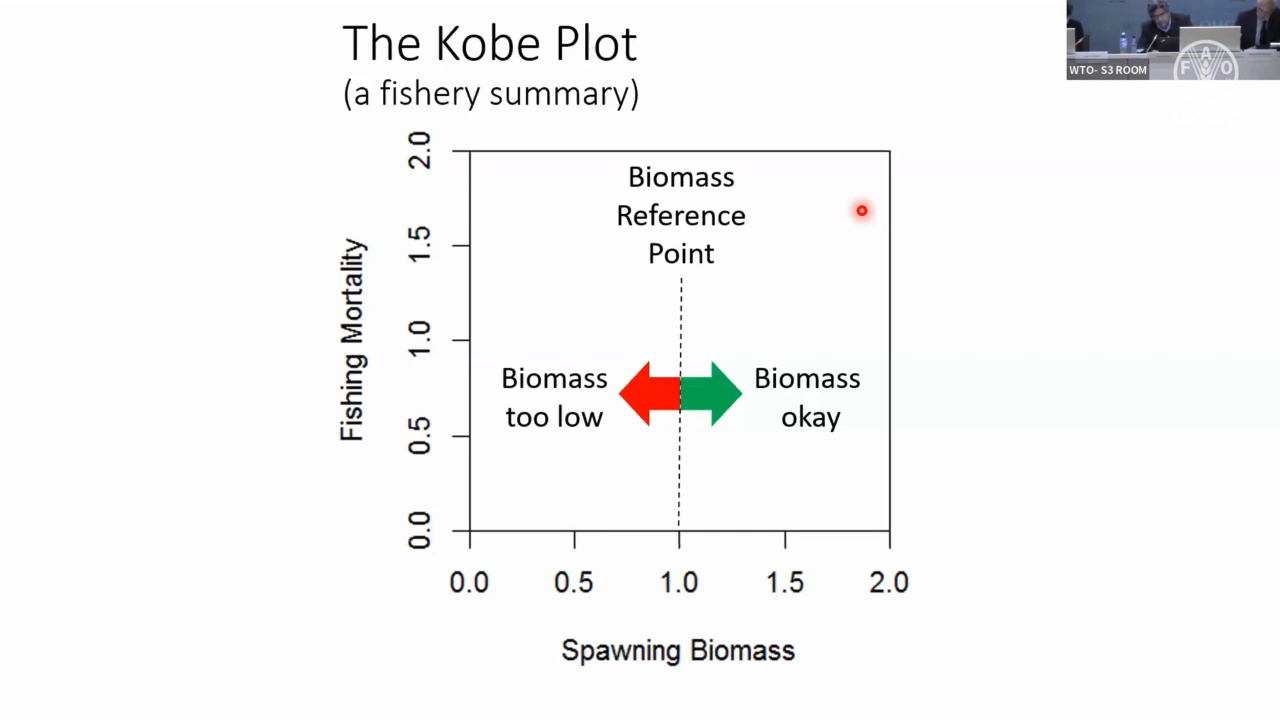 The Kobe Plot
(a fishery summary)
WTO- S3 ROOM
F A O
2.0
1.5
1.0
0.5
0.0
Fishing Mortality
Biomass
Reference
Point
Biomass
too low
Biomass
okay
0.0 0.5 1.0 1.5 2.0
Spawning Biomass